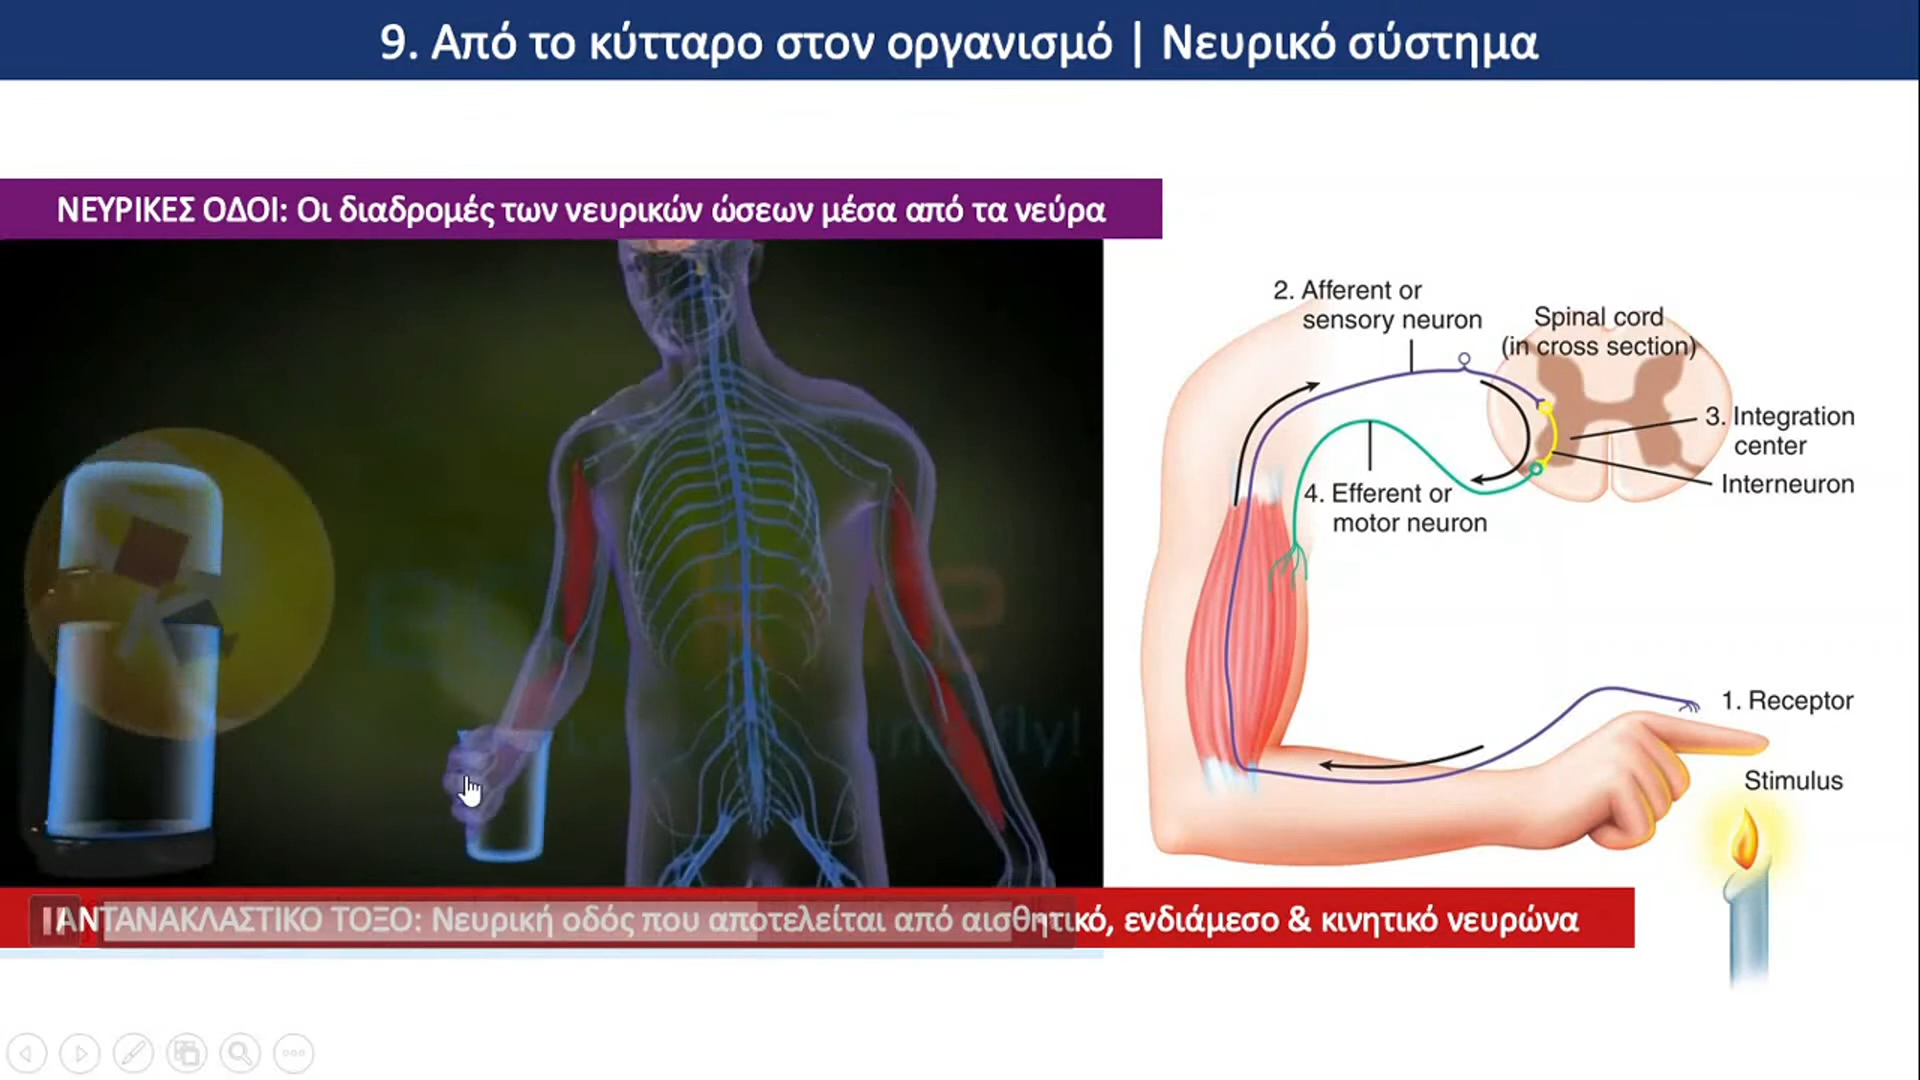 9. Από το κύτταρο στον οργανισμό | Νευρικό σύστημα
ΝΕΥΡΙΚΕΣ ΟΔΟΙ: Οι διαδρομές των νευρικών ώσεων μέσα από τα νεύρα
2. Afferent or
sensory neuron
Spinal cord
(in cross section)
3. Integration
center
Interneuron
4. Efferent or
motor neuron
1. Receptor
Stimulus
ΑΝΤΑΝΑΚΛΑΣΤΙΚΟ ΤΟΞΟ: Νευρική οδός που αποτελείται από αισθητικό, ενδιάμεσο & κινητικό νευρώνα